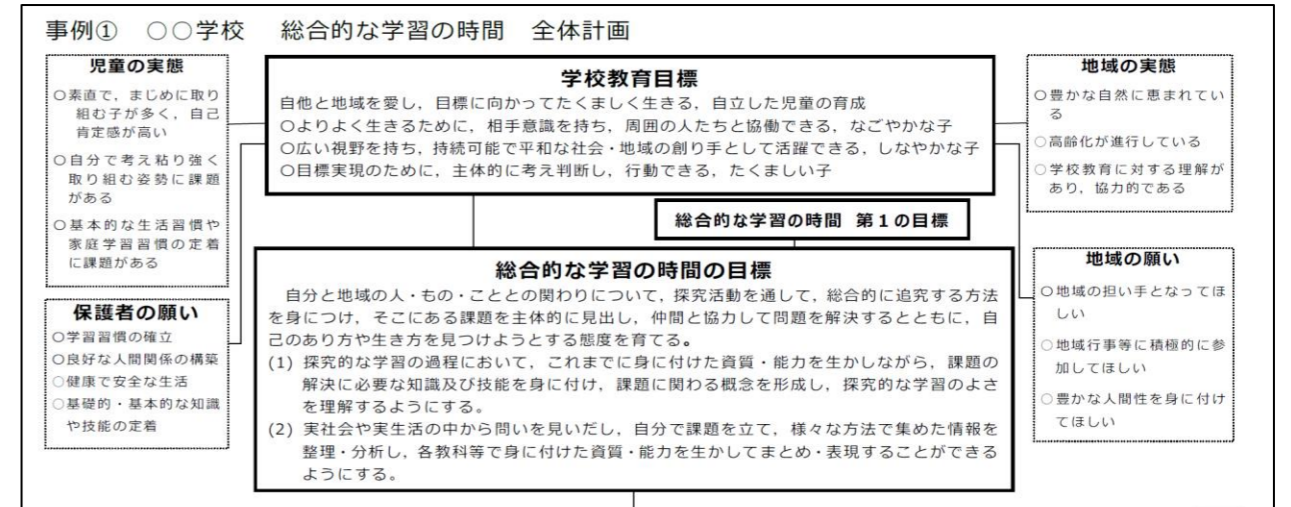 事例① ○○学校 総合的な学習の時間 全体計画
児童の実態
○素直で，まじめに取り
組む子が多く，自己
肯定感が高い
○自分で考え粘り強く
取り組む姿勢に課題
がある
○基本的な生活習慣や
家庭学習習慣の定着
に課題がある
保護者の願い
○学習習慣の確立
○良好な人間関係の構築
○健康で安全な生活
○基礎的・基本的な知識
や技能の定着
学校教育目標
自他と地域を愛し，目標に向かってたくましく生きる，自立した児童の育成
○よりよく生きるために，相手意識を持ち，周囲の人たちと協働できる，なごやかな子
○広い視野を持ち，持続可能で平和な社会・地域の創り手として活躍できる，しなやかな子
○目標実現のために，主体的に考え判断し，行動できる，たくましい子
総合的な学習の時間 第１の目標
総合的な学習の時間の目標
自分と地域の人・もの・こととの関わりについて，探究活動を通して，総合的に追究する方法
を身につけ，そこにある課題を主体的に見出し，仲間と協力して問題を解決するとともに，自
己のあり方や生き方を見つけようとする態度を育てる。
(1) 探究的な学習の過程において，これまでに身に付けた資質・能力を生かしながら，課題の
解決に必要な知識及び技能を身に付け，課題に関わる概念を形成し，探究的な学習のよさ
を理解するようにする。
(2) 実社会や実生活の中から問いを見いだし，自分で課題を立て，様々な方法で集めた情報を
整理・分析し，各教科等で身に付けた資質・能力を生かしてまとめ・表現することができる
ようにする。
地域の実態
○豊かな自然に恵まれてい
る
○高齢化が進行している
○学校教育に対する理解が
あり，協力的である
地域の願い
○地域の担い手となってほ
しい
○地域行事等に積極的に参
加してほしい
○豊かな人間性を身に付け
てほしい